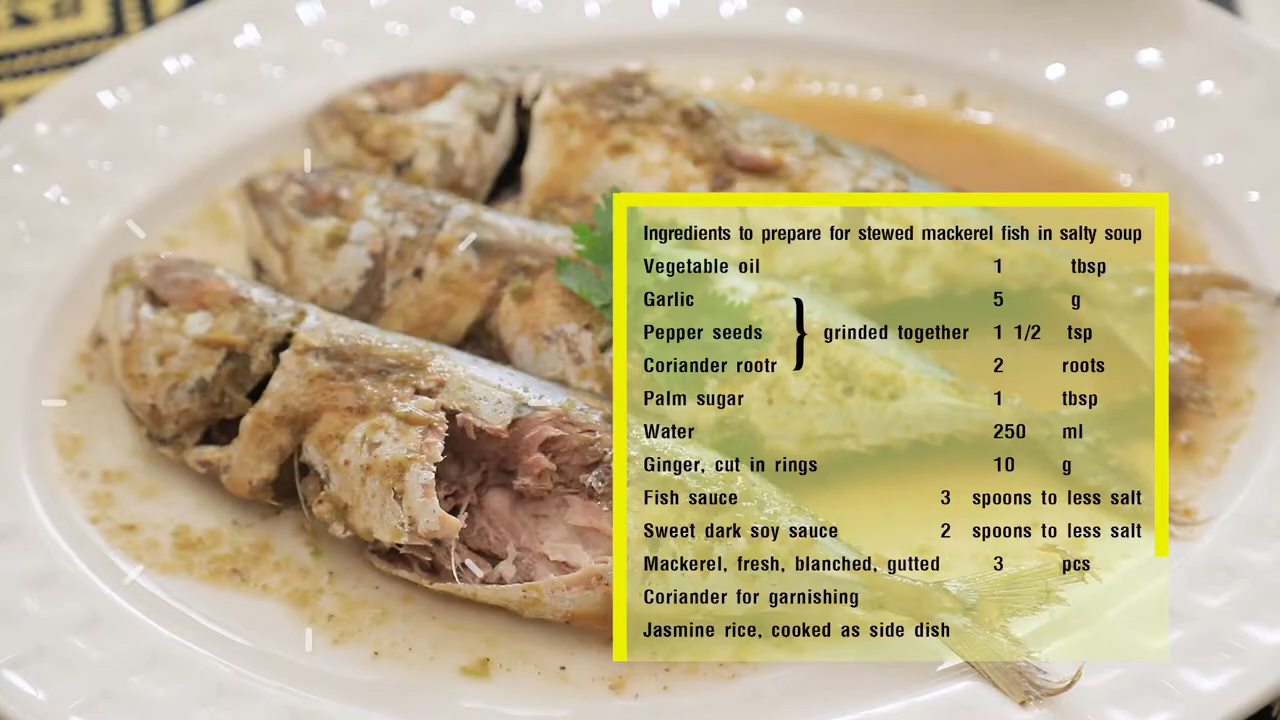 Ingredients to prepare for stewed mackerel fish in salty soup
Vegetable oil 1 tbsp
Garlic 5 g
Pepper seeds } grinded together 1 1/2 tsp
Coriander rootr 2 roots
Palm sugar 1 tbsp
Water 250 ml
Ginger, cut in rings 10 g
Fish sauce 3 spoons to less salt
Sweet dark soy sauce 2 spoons to less salt
Mackerel, fresh, blanched, gutted 3 pcs
Coriander for garnishing
Jasmine rice, cooked as side dish